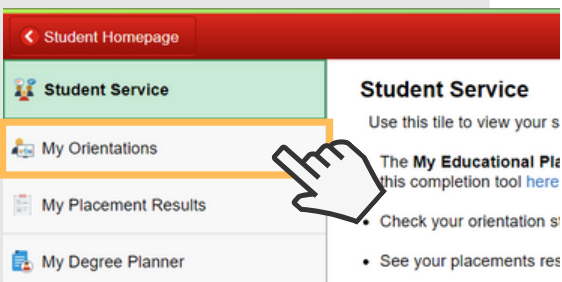 Student Homepage
Student Service
My Orientations
My Placement Results
My Degree Planner
Student Service
Use this tile to view your s
The My Educational Pla
this completion tool here
Check your orientation st
See your placements res